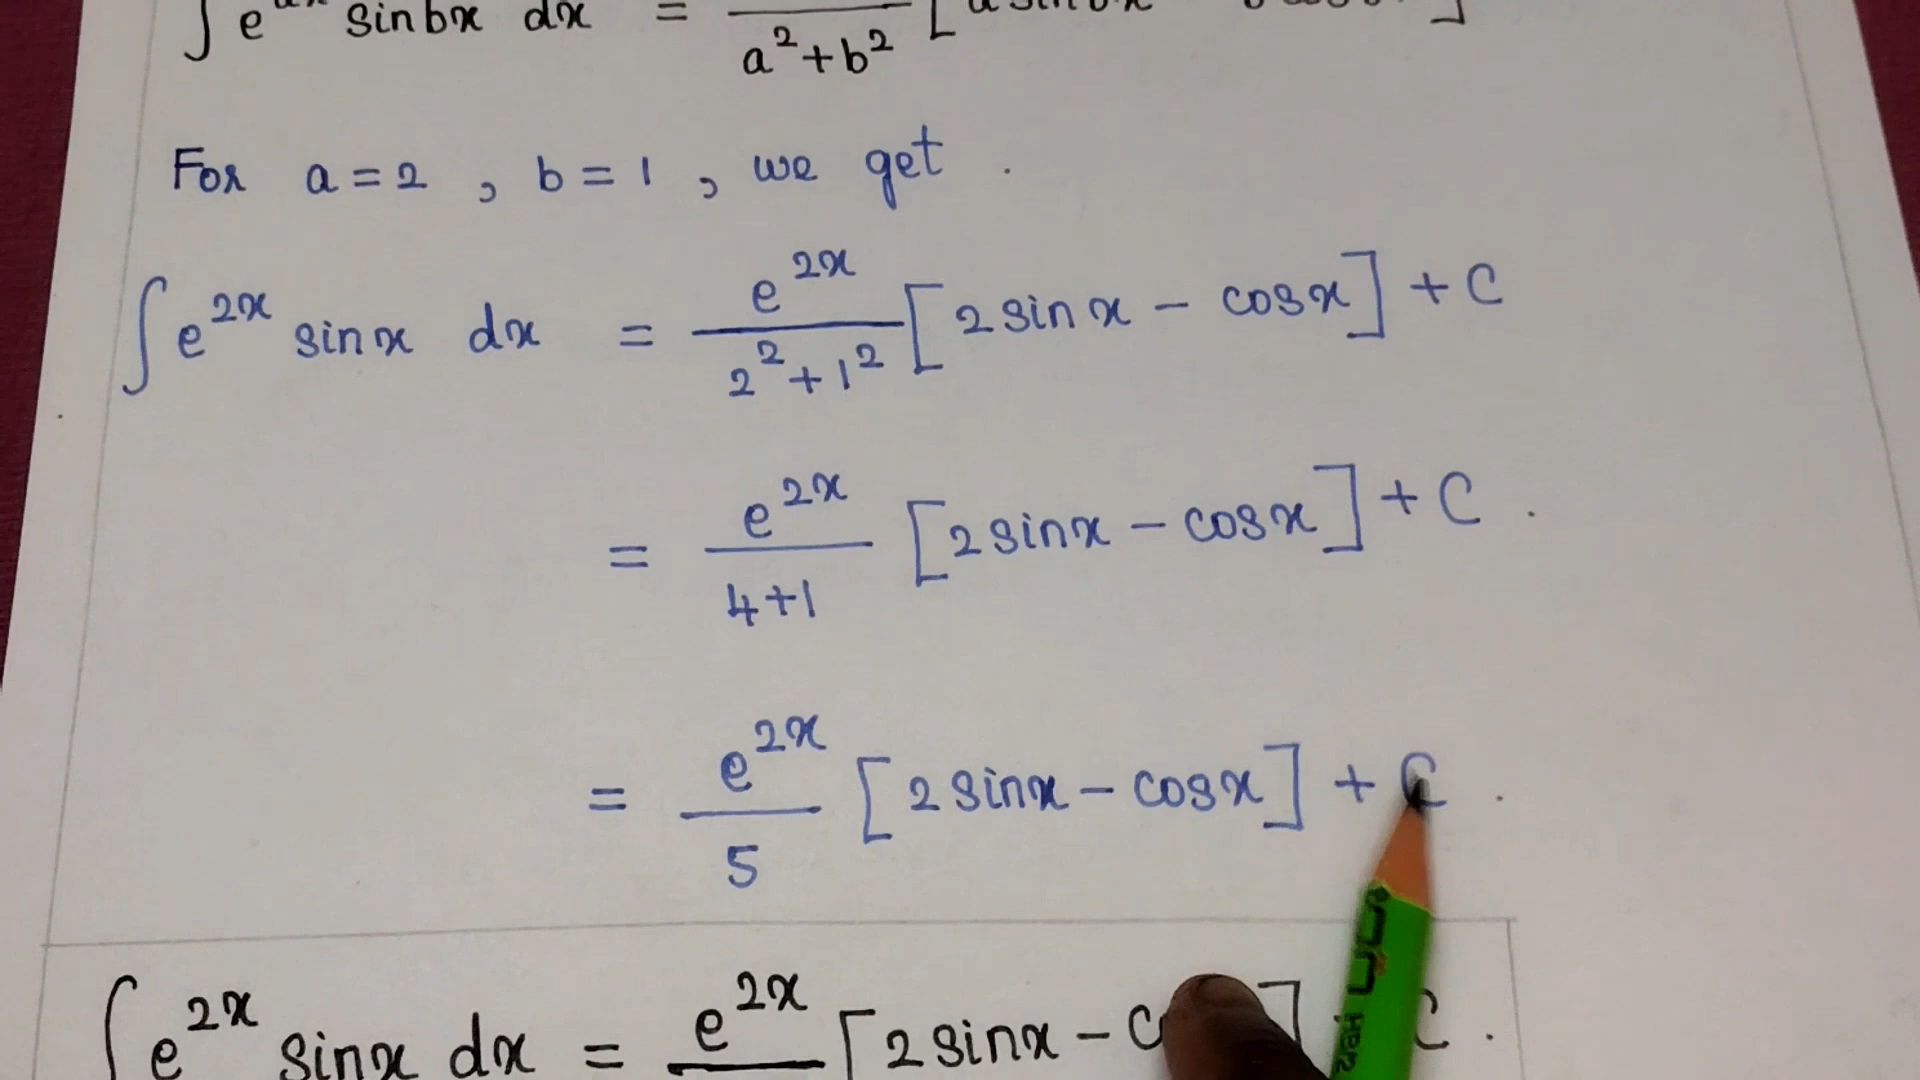 ∫ e sin bx dx = / a² + b² [
For a = 2 , b = 1 , we get .
∫ e^{2x} sin x dx = e^{2x} / 2² + 1² [2 sin x − cos x] + C
= e^{2x} / 4+1 [2 sin x − cos x] + C .
= e^{2x} / 5 [2 sin x − cos x] + C .
∫ e^{2x} sin x dx = e^{2x} / [2 sin x − ] C .